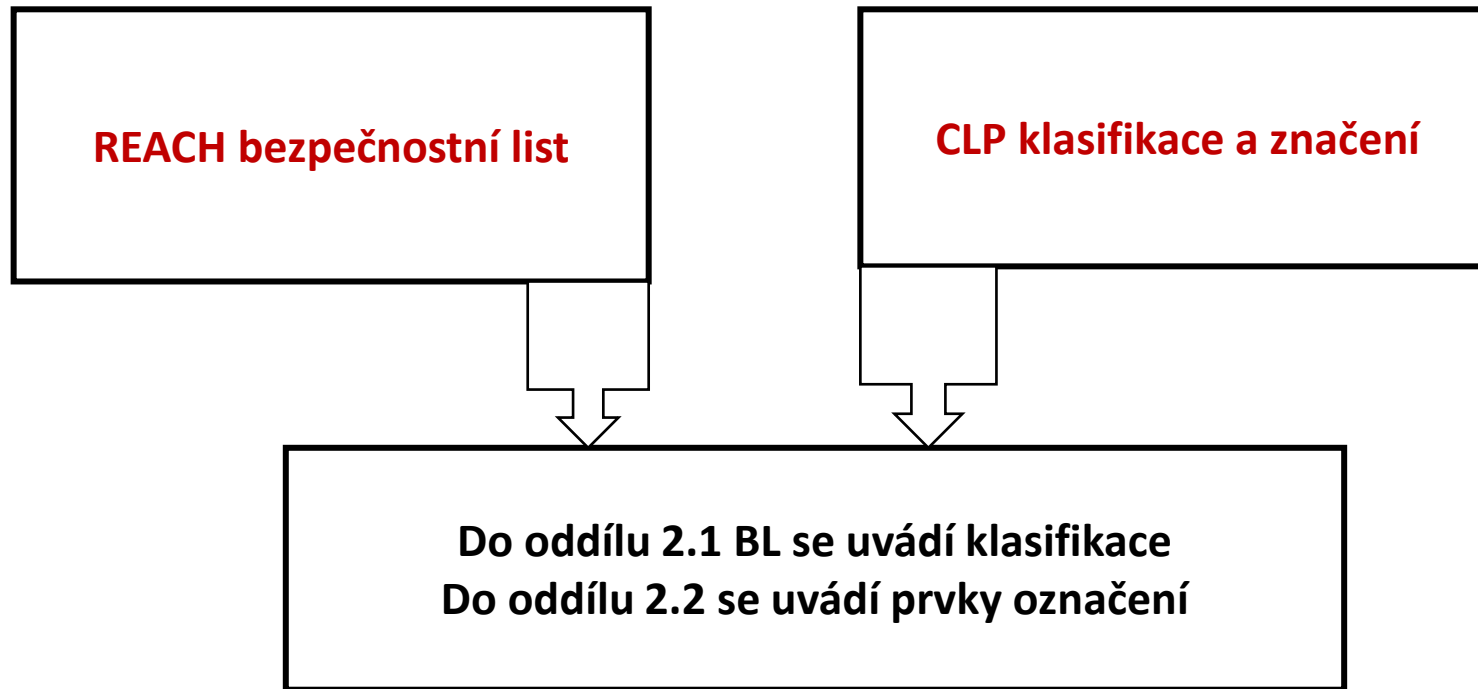 REACH bezpečnostní list
CLP klasifikace a značení
Do oddílu 2.1 BL se uvádí klasifikace
Do oddílu 2.2 se uvádí prvky označení